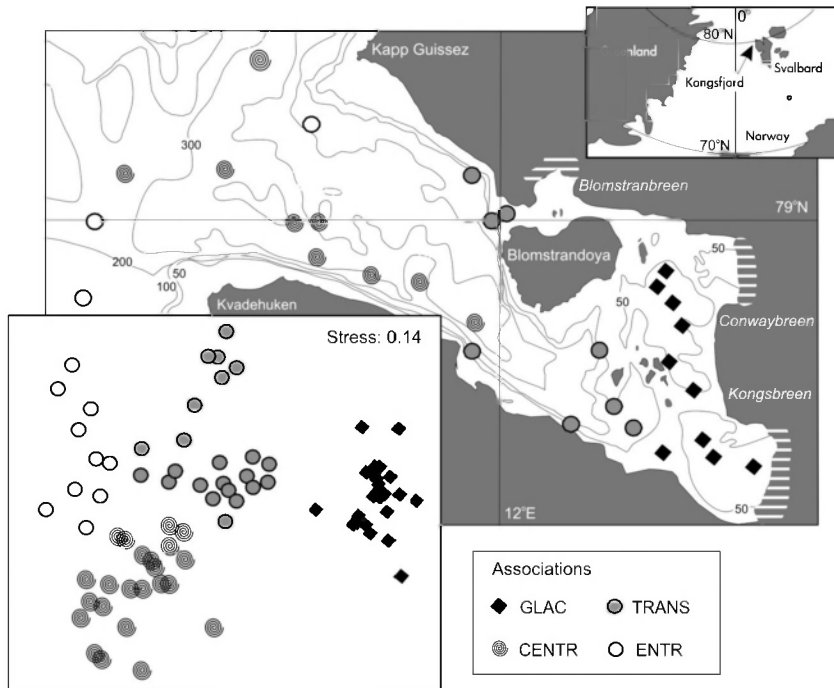 0
80°N
nland
Svalbard
Kongsfjord
Norway
70°N
Kapp Guissez
300
Blomstranbreen
79°N
Blomstrandoya
50
200
50
100
50
Kvadehuken
Conwaybreen
Kongsbreen
Stress: 0.14
50
12°E
Associations
GLAC
TRANS
CENTR
ENTR